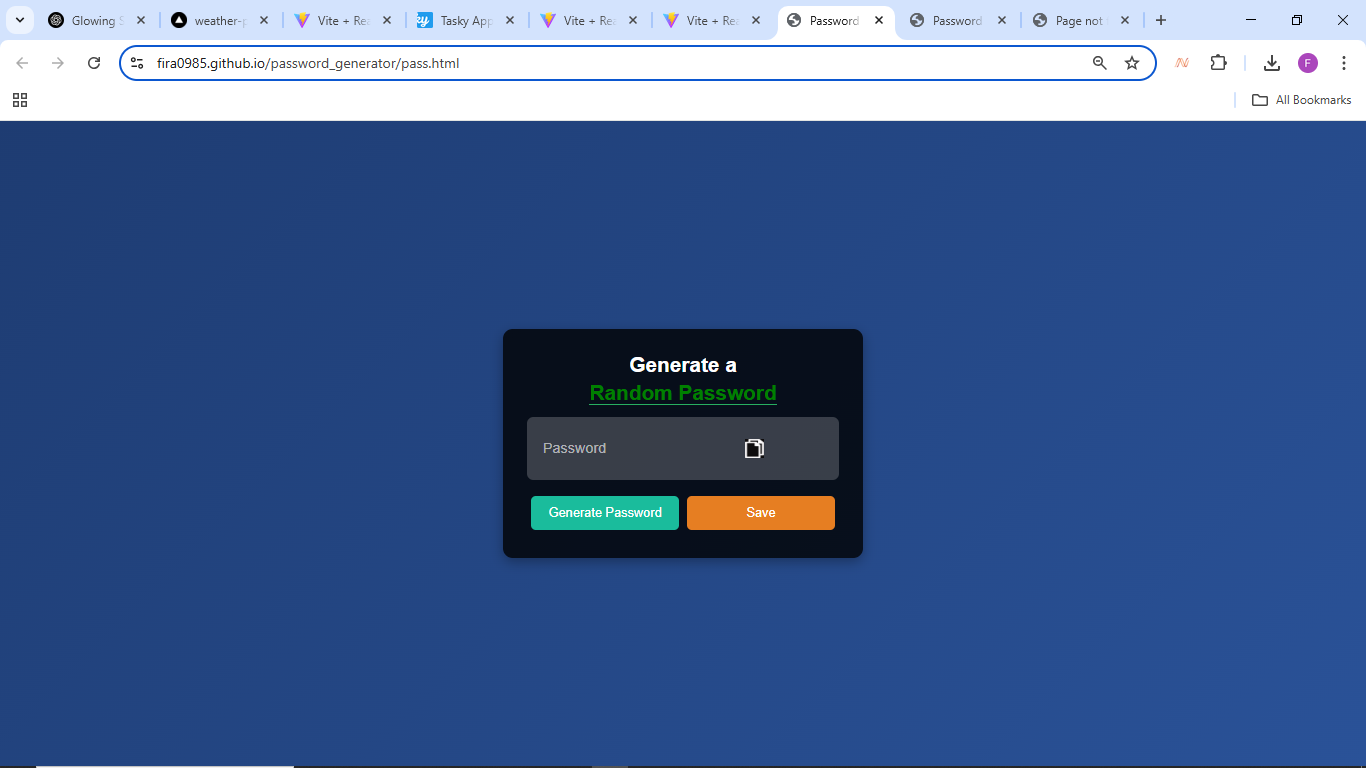 Glowing S
weather-p
Vite + Rea
Tasky App
Vite + Rea
Vite + Rea
Password
Password
Page not
fira0985.github.io/password_generator/pass.html
F
All Bookmarks
Generate a
Random Password
Password
Generate Password
Save